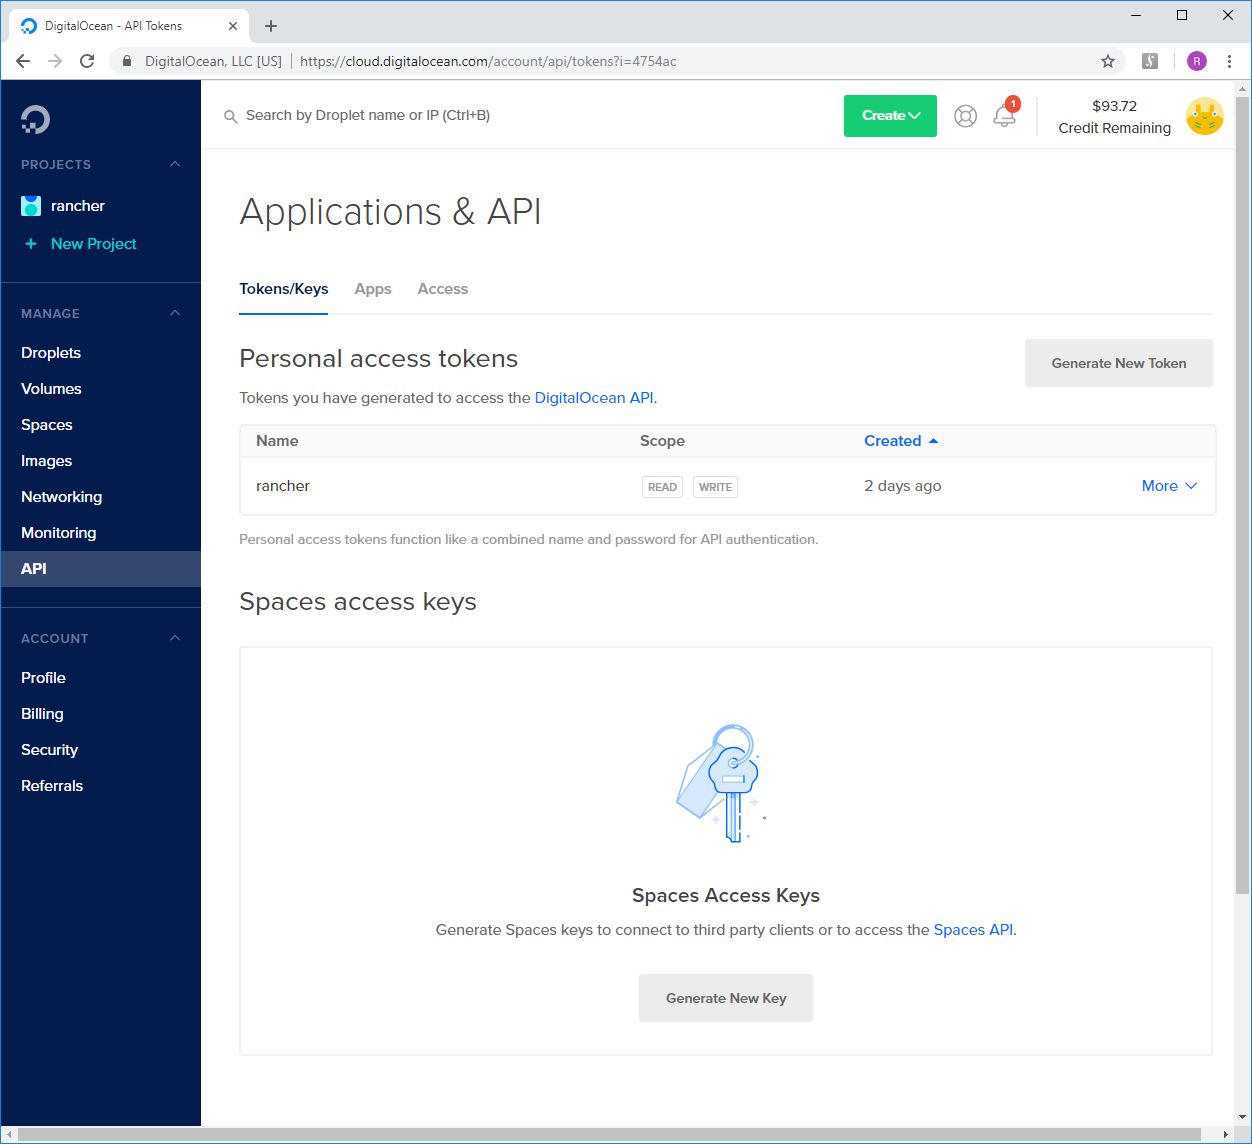 DigitalOcean - API Tokens
DigitalOcean, LLC [US] https://cloud.digitalocean.com/account/api/tokens?i=4754ac
R
Search by Droplet name or IP (Ctrl+B)
Create
1
$93.72
Credit Remaining
PROJECTS
rancher
+ New Project
MANAGE
Droplets
Volumes
Spaces
Images
Networking
Monitoring
API
ACCOUNT
Profile
Billing
Security
Referrals
Applications & API
Tokens/Keys Apps Access
Personal access tokens
Generate New Token
Tokens you have generated to access the DigitalOcean API.
Name Scope Created
rancher READ WRITE 2 days ago More
Personal access tokens function like a combined name and password for API authentication.
Spaces access keys
Spaces Access Keys
Generate Spaces keys to connect to third party clients or to access the Spaces API.
Generate New Key